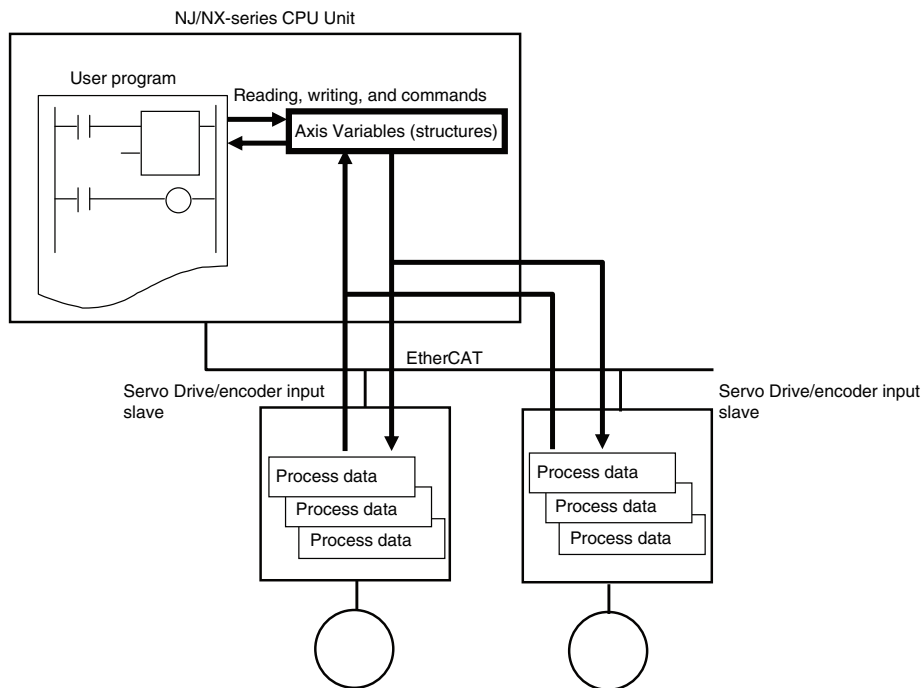 NJ/NX-series CPU Unit
User program
Reading, writing, and commands
Axis Variables (structures)
EtherCAT
Servo Drive/encoder input
slave
Servo Drive/encoder input
slave
Process data
Process data
Process data
Process data
Process data
Process data